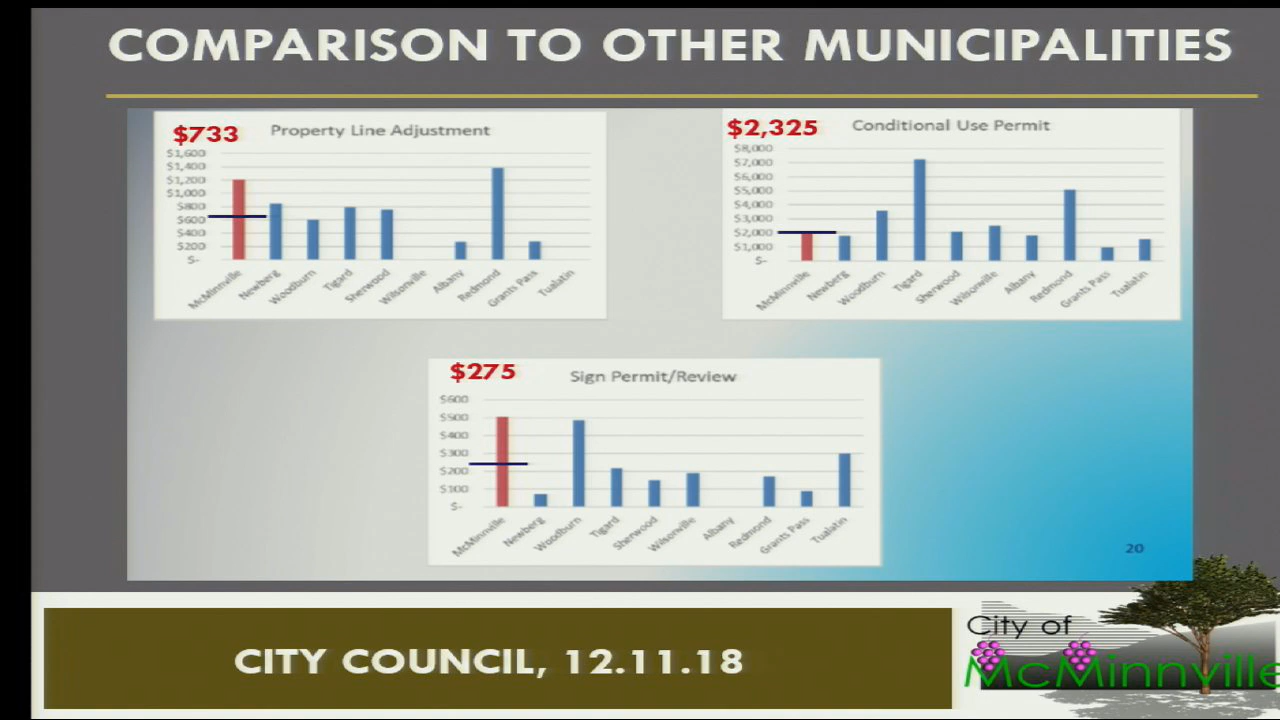 COMPARISON TO OTHER MUNICIPALITIES
$733 Property Line Adjustment
$1,600
$1,400
$1,200
$1,000
$800
$600
$400
$200
$-
McMinnville
Newberg
Woodburn
Tigard
Sherwood
Wilsonville
Albany
Redmond
Grants Pass
Tualatin
$2,325 Conditional Use Permit
$8,000
$7,000
$6,000
$5,000
$4,000
$3,000
$2,000
$1,000
$-
McMinnville
Newberg
Woodburn
Tigard
Sherwood
Wilsonville
Albany
Redmond
Grants Pass
Tualatin
$275 Sign Permit/Review
$600
$500
$400
$300
$200
$100
$-
McMinnville
Newberg
Woodburn
Tigard
Sherwood
Wilsonville
Albany
Redmond
Grants Pass
Tualatin
20
CITY COUNCIL, 12.11.18
City of
McMinnville